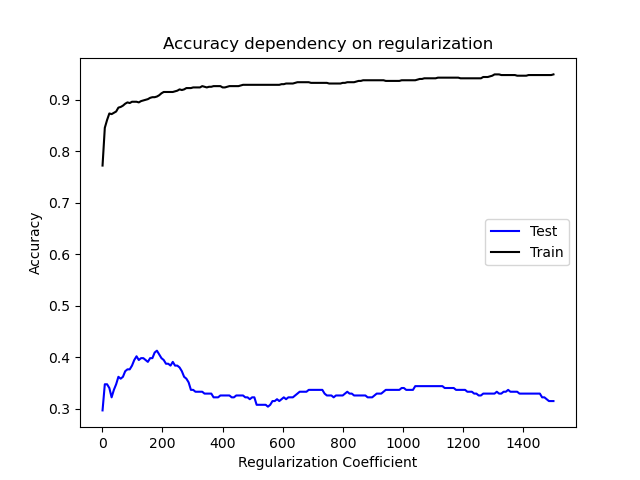 Accuracy dependency on regularization
Accuracy
0.9
0.8
0.7
0.6
0.5
0.4
0.3
Test
Train
0 200 400 600 800 1000 1200 1400
Regularization Coefficient